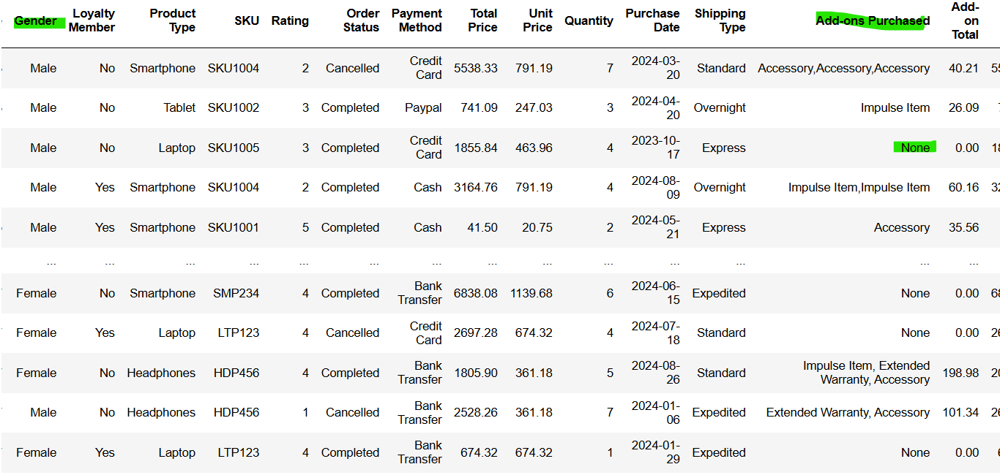 Gender Loyalty Member Product Type SKU Rating Order Status Payment Method Total Price Unit Price Quantity Purchase Date Shipping Type Add-ons Purchased Add-on Total
Male No Smartphone SKU1004 2 Cancelled Credit Card 5538.33 791.19 7 2024-03-20 Standard Accessory,Accessory,Accessory 40.21
Male No Tablet SKU1002 3 Completed Paypal 741.09 247.03 3 2024-04-20 Overnight Impulse Item 26.09
Male No Laptop SKU1005 3 Completed Credit Card 1855.84 463.96 4 2023-10-17 Express None 0.00
Male Yes Smartphone SKU1004 2 Completed Cash 3164.76 791.19 4 2024-08-09 Overnight Impulse Item,Impulse Item 60.16
Male Yes Smartphone SKU1001 5 Completed Cash 41.50 20.75 2 2024-05-21 Express Accessory 35.56
... ... ... ... ... ... ... ... ... ... ... ... ... ...
Female No Smartphone SMP234 4 Completed Bank Transfer 6838.08 1139.68 6 2024-06-15 Expedited None 0.00
Female Yes Laptop LTP123 4 Cancelled Credit Card 2697.28 674.32 4 2024-07-18 Standard None 0.00
Female No Headphones HDP456 4 Completed Bank Transfer 1805.90 361.18 5 2024-08-26 Standard Impulse Item, Extended Warranty, Accessory 198.98
Male No Headphones HDP456 1 Cancelled Bank Transfer 2528.26 361.18 7 2024-01-06 Expedited Extended Warranty, Accessory 101.34
Female Yes Laptop LTP123 4 Completed Bank Transfer 674.32 674.32 1 2024-01-29 Expedited None 0.00